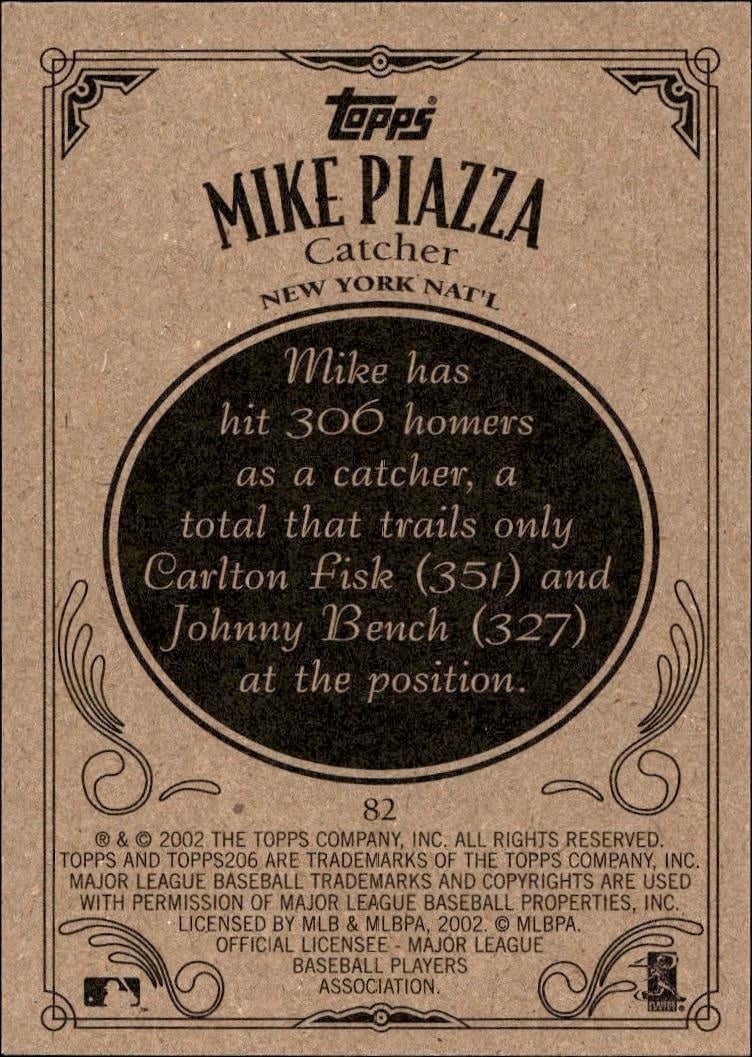 Topps®
MIKE PIAZZA
Catcher
NEW YORK NAT'L
Mike has
hit 306 homers
as a catcher, a
total that trails only
Carlton Fisk (351) and
Johnny Bench (327)
at the position.
82
® & © 2002 THE TOPPS COMPANY, INC. ALL RIGHTS RESERVED.
TOPPS AND TOPPS206 ARE TRADEMARKS OF THE TOPPS COMPANY, INC.
MAJOR LEAGUE BASEBALL TRADEMARKS AND COPYRIGHTS ARE USED
WITH PERMISSION OF MAJOR LEAGUE BASEBALL PROPERTIES, INC.
LICENSED BY MLB & MLBPA, 2002. © MLBPA.
OFFICIAL LICENSEE - MAJOR LEAGUE
BASEBALL PLAYERS
ASSOCIATION.